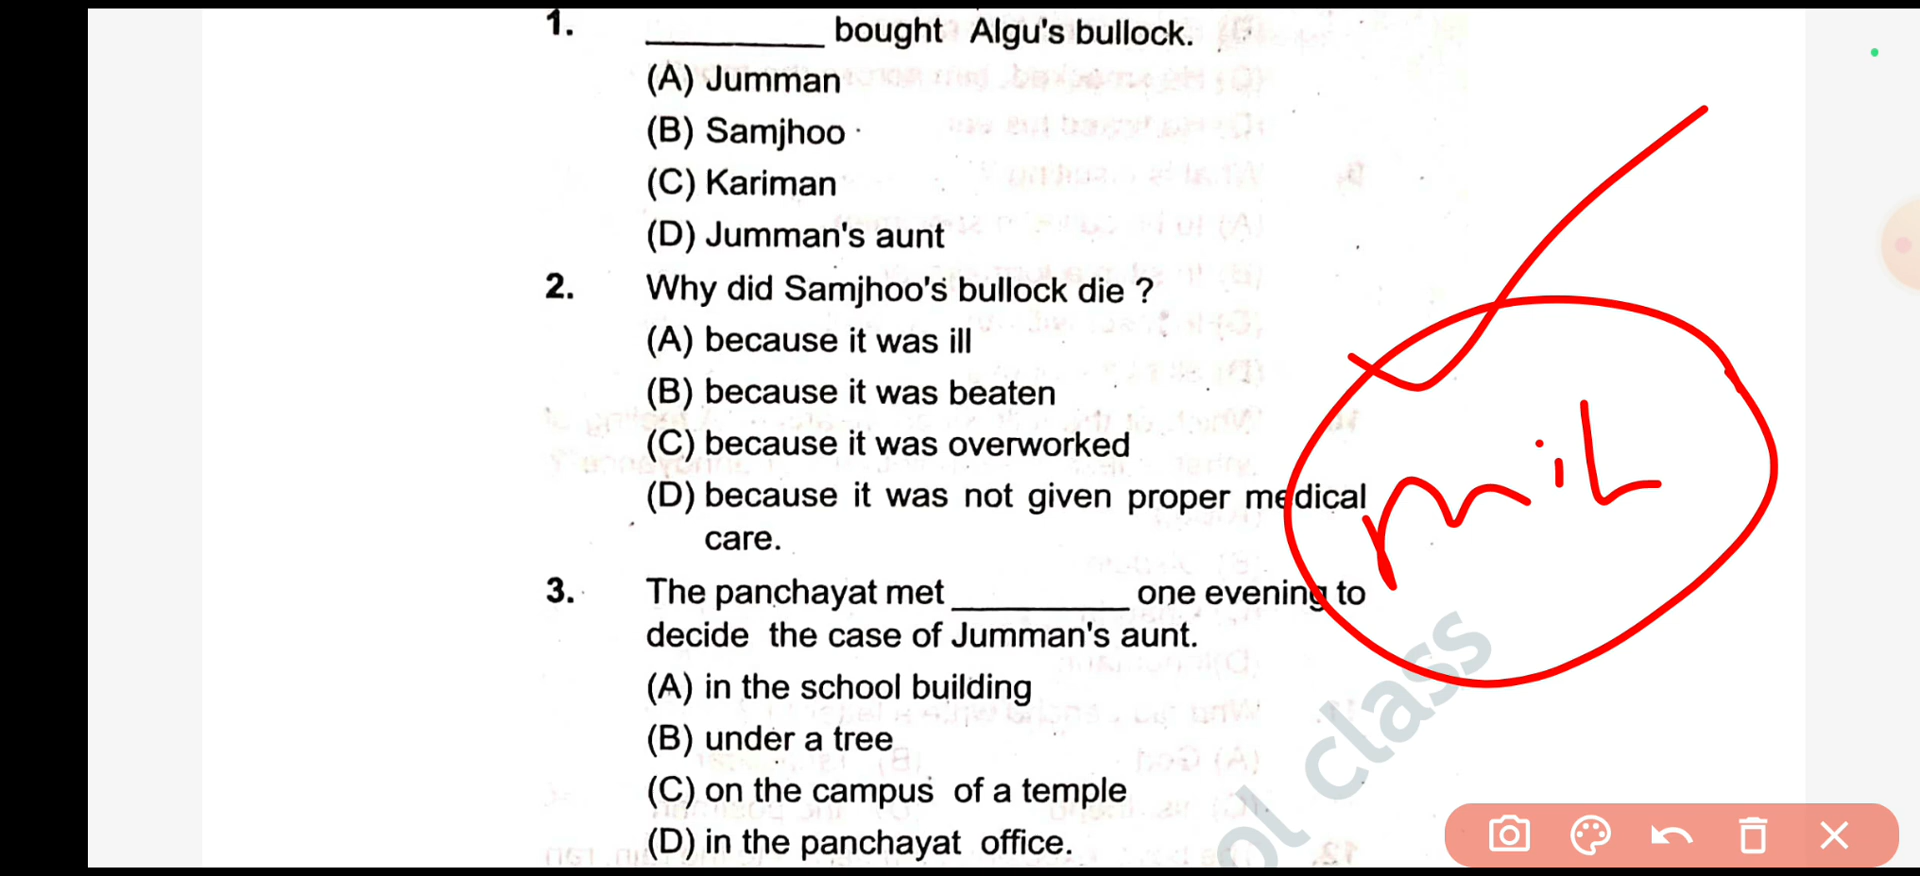 1. __________ bought Algu's bullock.
(A) Jumman
(B) Samjhoo
(C) Kariman
(D) Jumman's aunt
2. Why did Samjhoo's bullock die ?
(A) because it was ill
(B) because it was beaten
(C) because it was overworked
(D) because it was not given proper medical
care.
3. The panchayat met __________ one evening to
decide the case of Jumman's aunt.
(A) in the school building
(B) under a tree
(C) on the campus of a temple
(D) in the panchayat office.
mil
class